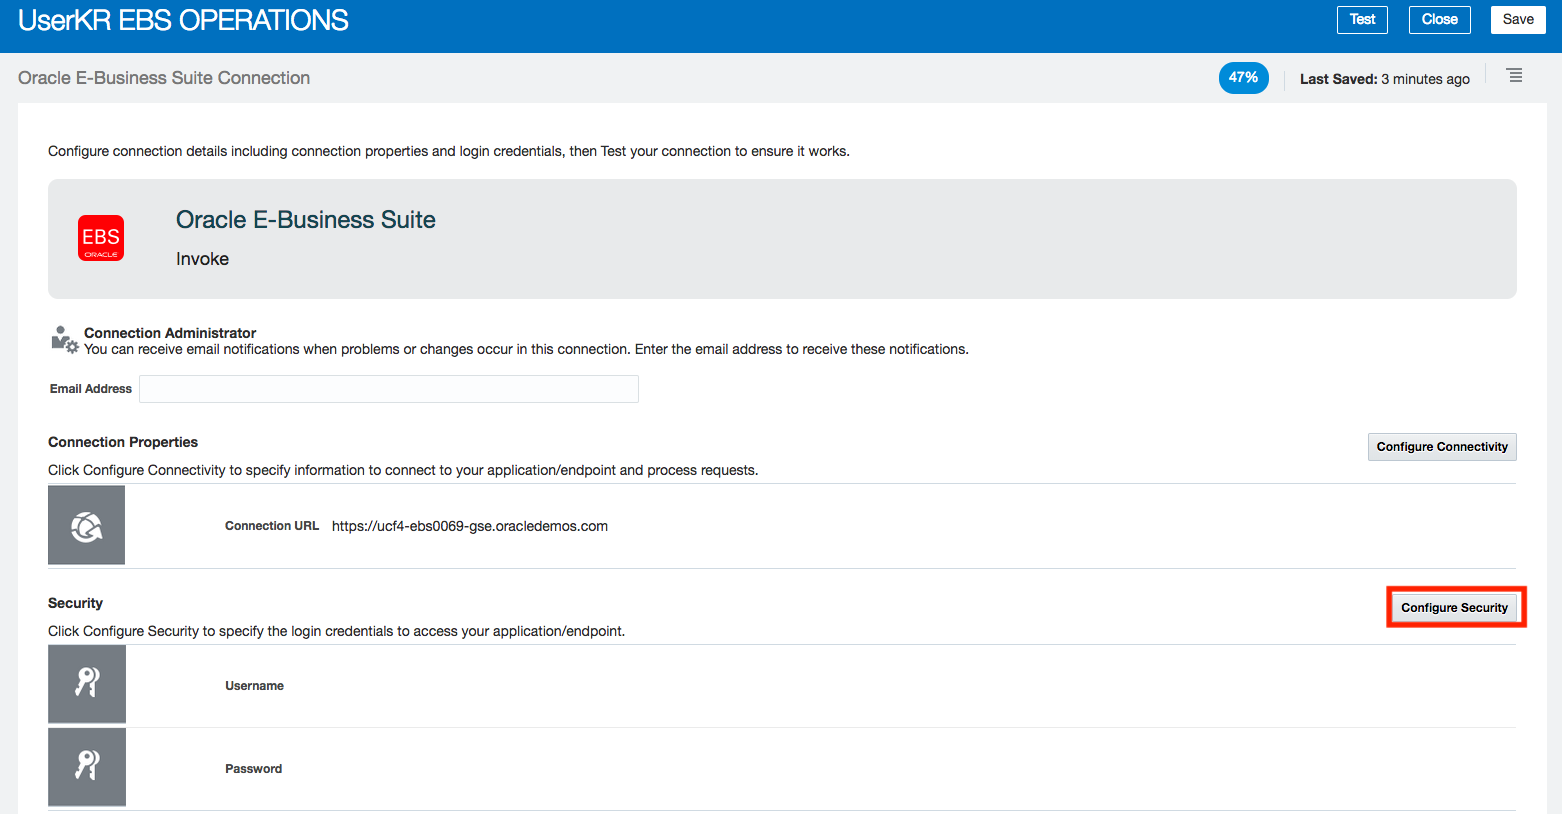 UserKR EBS OPERATIONS
Test
Close
Save
Oracle E-Business Suite Connection
47%
Last Saved: 3 minutes ago
Configure connection details including connection properties and login credentials, then Test your connection to ensure it works.
EBS
ORACLE
Oracle E-Business Suite
Invoke
Connection Administrator
You can receive email notifications when problems or changes occur in this connection. Enter the email address to receive these notifications.
Email Address
Connection Properties
Configure Connectivity
Click Configure Connectivity to specify information to connect to your application/endpoint and process requests.
Connection URL https://ucf4-ebs0069-gse.oracledemos.com
Security
Configure Security
Click Configure Security to specify the login credentials to access your application/endpoint.
Username
Password